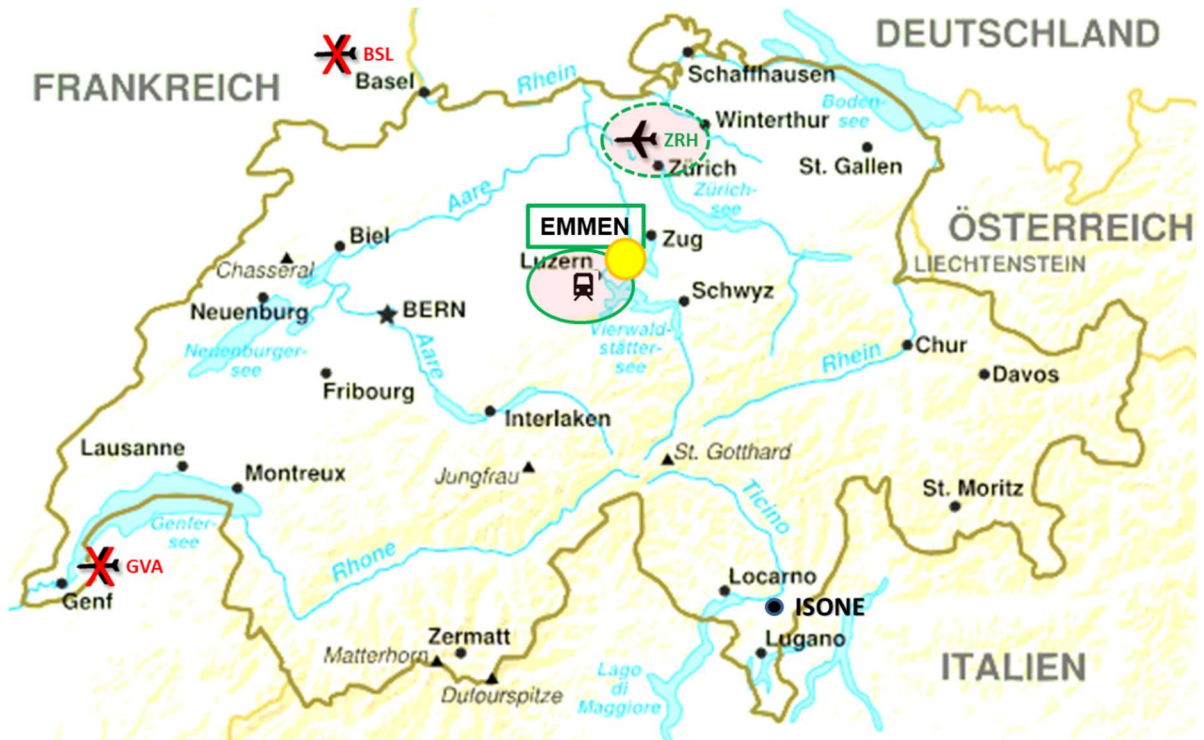 DEUTSCHLAND
BSL
FRANKREICH
Basel
Rhein
Schaffhausen
Boden-
see
Winterthur
ZRH
Zürich
St. Gallen
Zürich-
see
Aare
EMMEN
ÖSTERREICH
Biel
Zug
Luzern
LIECHTENSTEIN
Chasseral
Neuenburg
BERN
Schwyz
Vierwald-
stätter-
see
Neuenburger-
see
Aare
Rhein
Chur
Davos
Fribourg
Interlaken
Lausanne
St. Gotthard
Montreux
Jungfrau
St. Moritz
Ticino
Genfer-
see
Rhone
GVA
Genf
Locarno
ISONE
Zermatt
Lugano
Matterhorn
ITALIEN
Lago
di
Maggiore
Dufourspitze